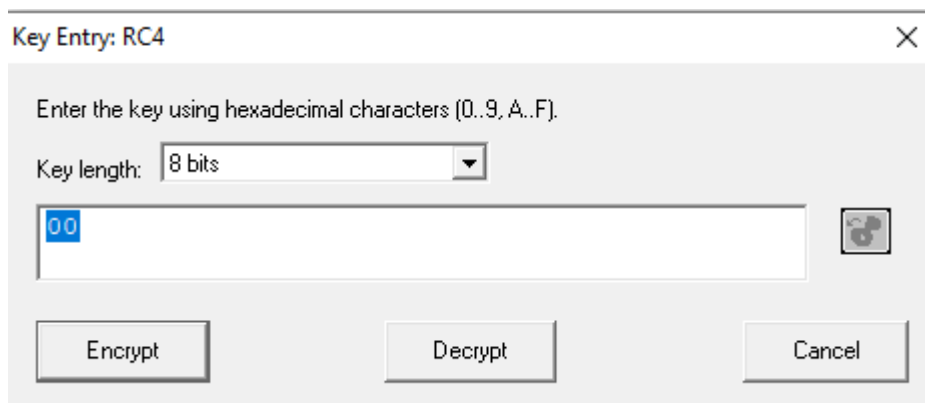 Key Entry: RC4
Enter the key using hexadecimal characters (0..9, A..F).
Key length: 8 bits
00
Encrypt Decrypt Cancel